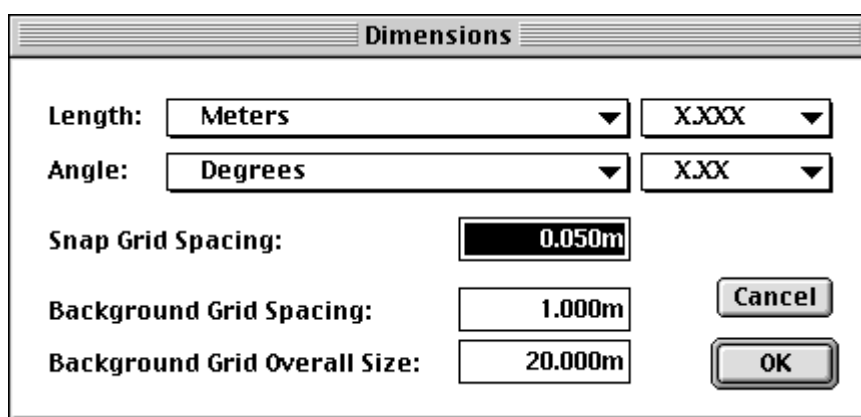 Dimensions
Length: Meters X.XXX
Angle: Degrees X.XX
Snap Grid Spacing: 0.050m
Background Grid Spacing: 1.000m
Cancel
Background Grid Overall Size: 20.000m
OK